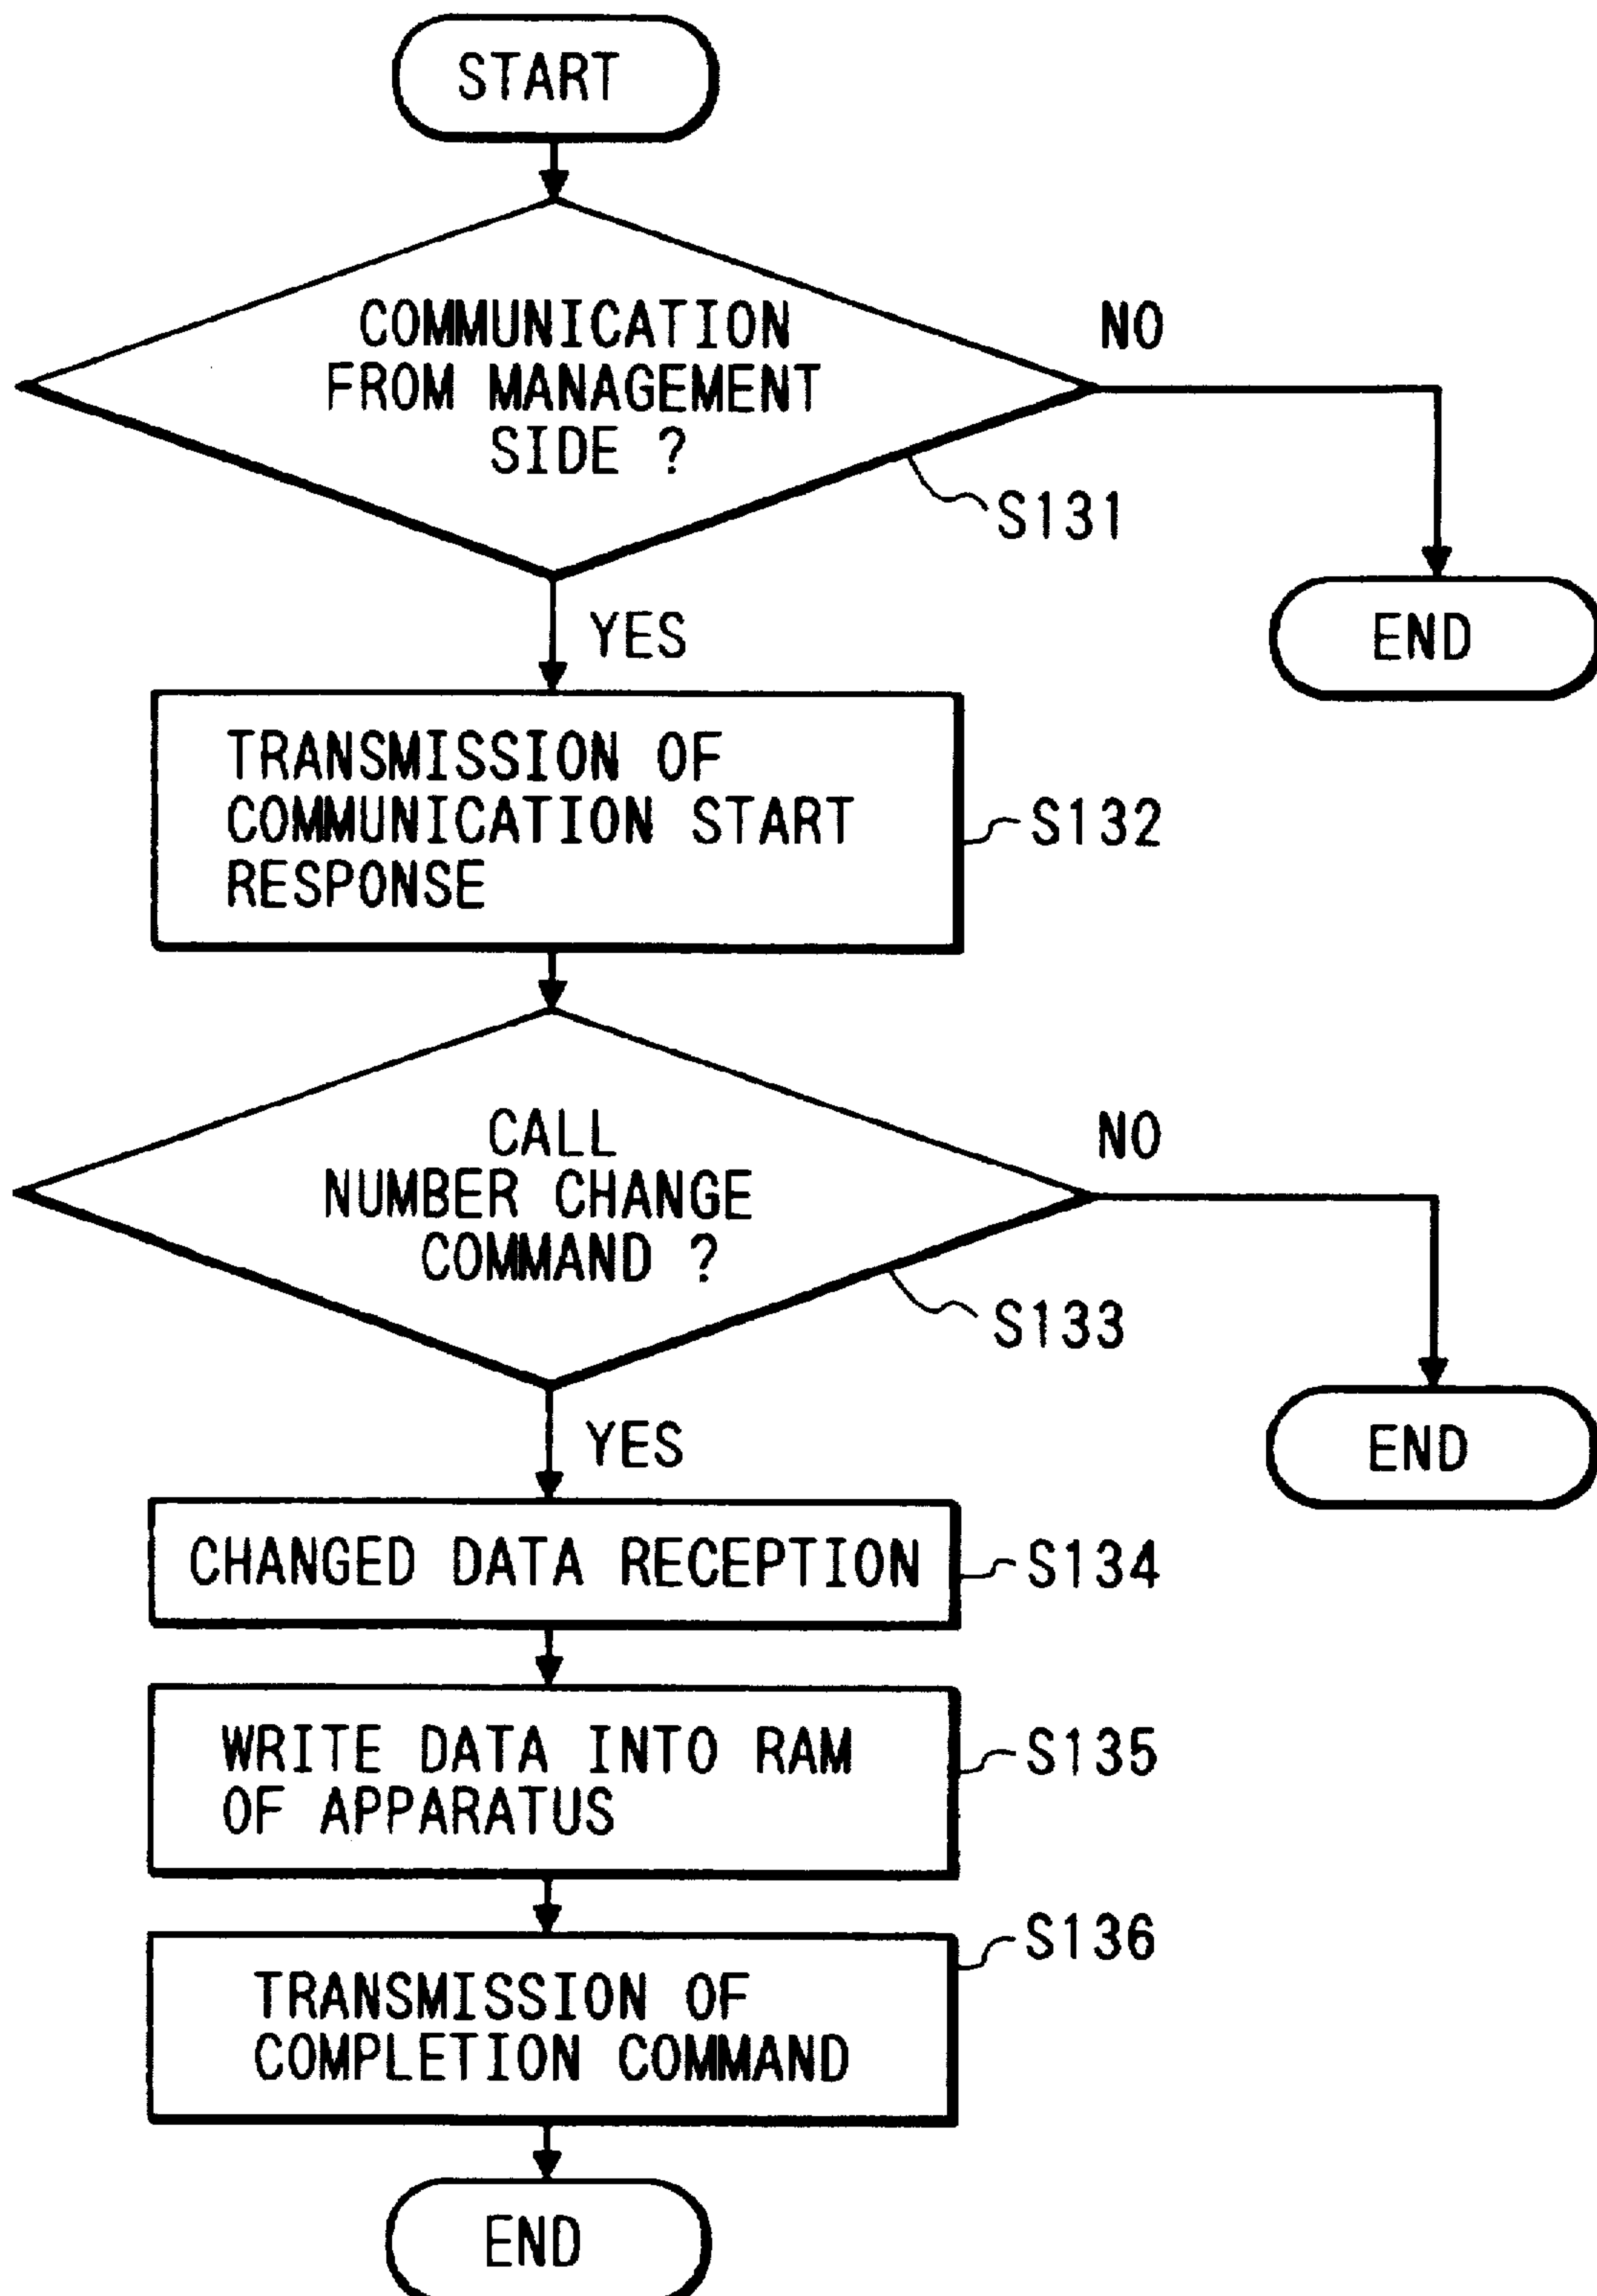 START
COMMUNICATION
FROM MANAGEMENT
SIDE ?
NO
S131
YES
END
TRANSMISSION OF
COMMUNICATION START
RESPONSE
S132
CALL
NUMBER CHANGE
COMMAND ?
NO
S133
YES
END
CHANGED DATA RECEPTION
S134
WRITE DATA INTO RAM
OF APPARATUS
S135
TRANSMISSION OF
COMPLETION COMMAND
S136
END